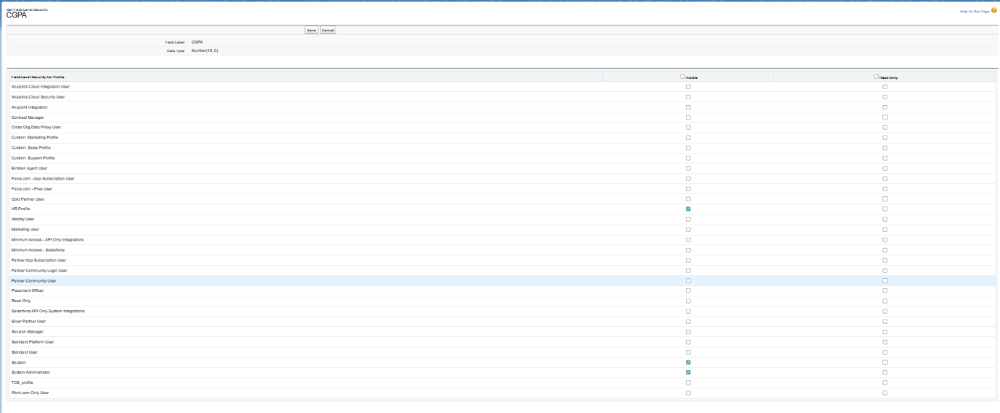 Set Field-Level Security
CGPA
Help for this Page
Save Cancel
Field Label CGPA
Data Type Number(18, 0)
Field-Level Security for Profile Visible Read-Only
Analytics Cloud Integration User
Analytics Cloud Security User
Anypoint Integration
Contract Manager
Cross Org Data Proxy User
Custom: Marketing Profile
Custom: Sales Profile
Custom: Support Profile
Einstein Agent User
Force.com - App Subscription User
Force.com - Free User
Gold Partner User
HR Profile
Identity User
Marketing User
Minimum Access - API Only Integrations
Minimum Access - Salesforce
Partner App Subscription User
Partner Community Login User
Partner Community User
Placement Officer
Read Only
Salesforce API Only System Integrations
Silver Partner User
Solution Manager
Standard Platform User
Standard User
Student
System Administrator
TCS_profile
Work.com Only User